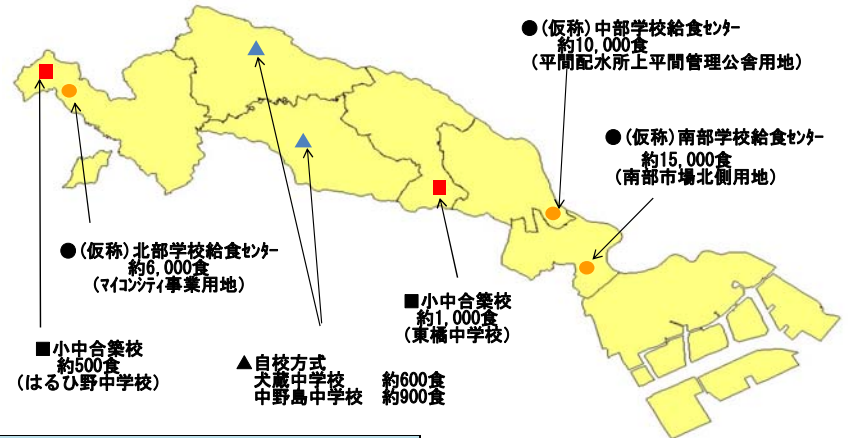 ●(仮称)中部学校給食ｾﾝﾀｰ
約10,000食
(平間配水所上平間管理公舎用地)
●(仮称)南部学校給食ｾﾝﾀｰ
約15,000食
(南部市場北側用地)
●(仮称)北部学校給食ｾﾝﾀｰ
約6,000食
(ﾏｲｺﾝｼﾃｨ事業用地)
■小中合築校
約1,000食
(東橘中学校)
■小中合築校
約500食
(はるひ野中学校)
▲自校方式
犬蔵中学校　約600食
中野島中学校　約900食